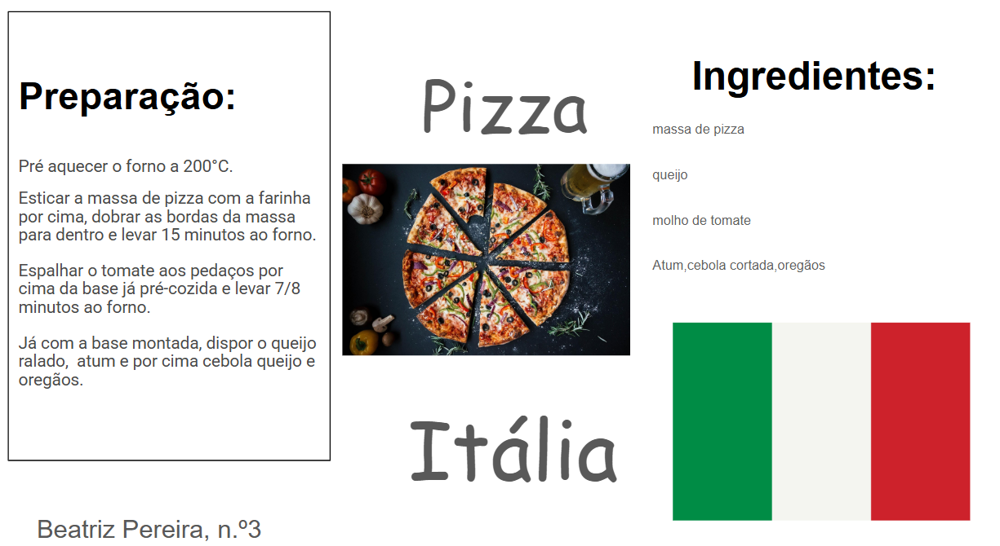 Preparação:
Pré aquecer o forno a 200°C.
Esticar a massa de pizza com a farinha
por cima, dobrar as bordas da massa
para dentro e levar 15 minutos ao forno.
Espalhar o tomate aos pedaços por
cima da base já pré-cozida e levar 7/8
minutos ao forno.
Já com a base montada, dispor o queijo
ralado,  atum e por cima cebola queijo e
oregãos.
Beatriz Pereira, n.º3
Pizza
Itália
Ingredientes:
massa de pizza
queijo
molho de tomate
Atum,cebola cortada,oregãos